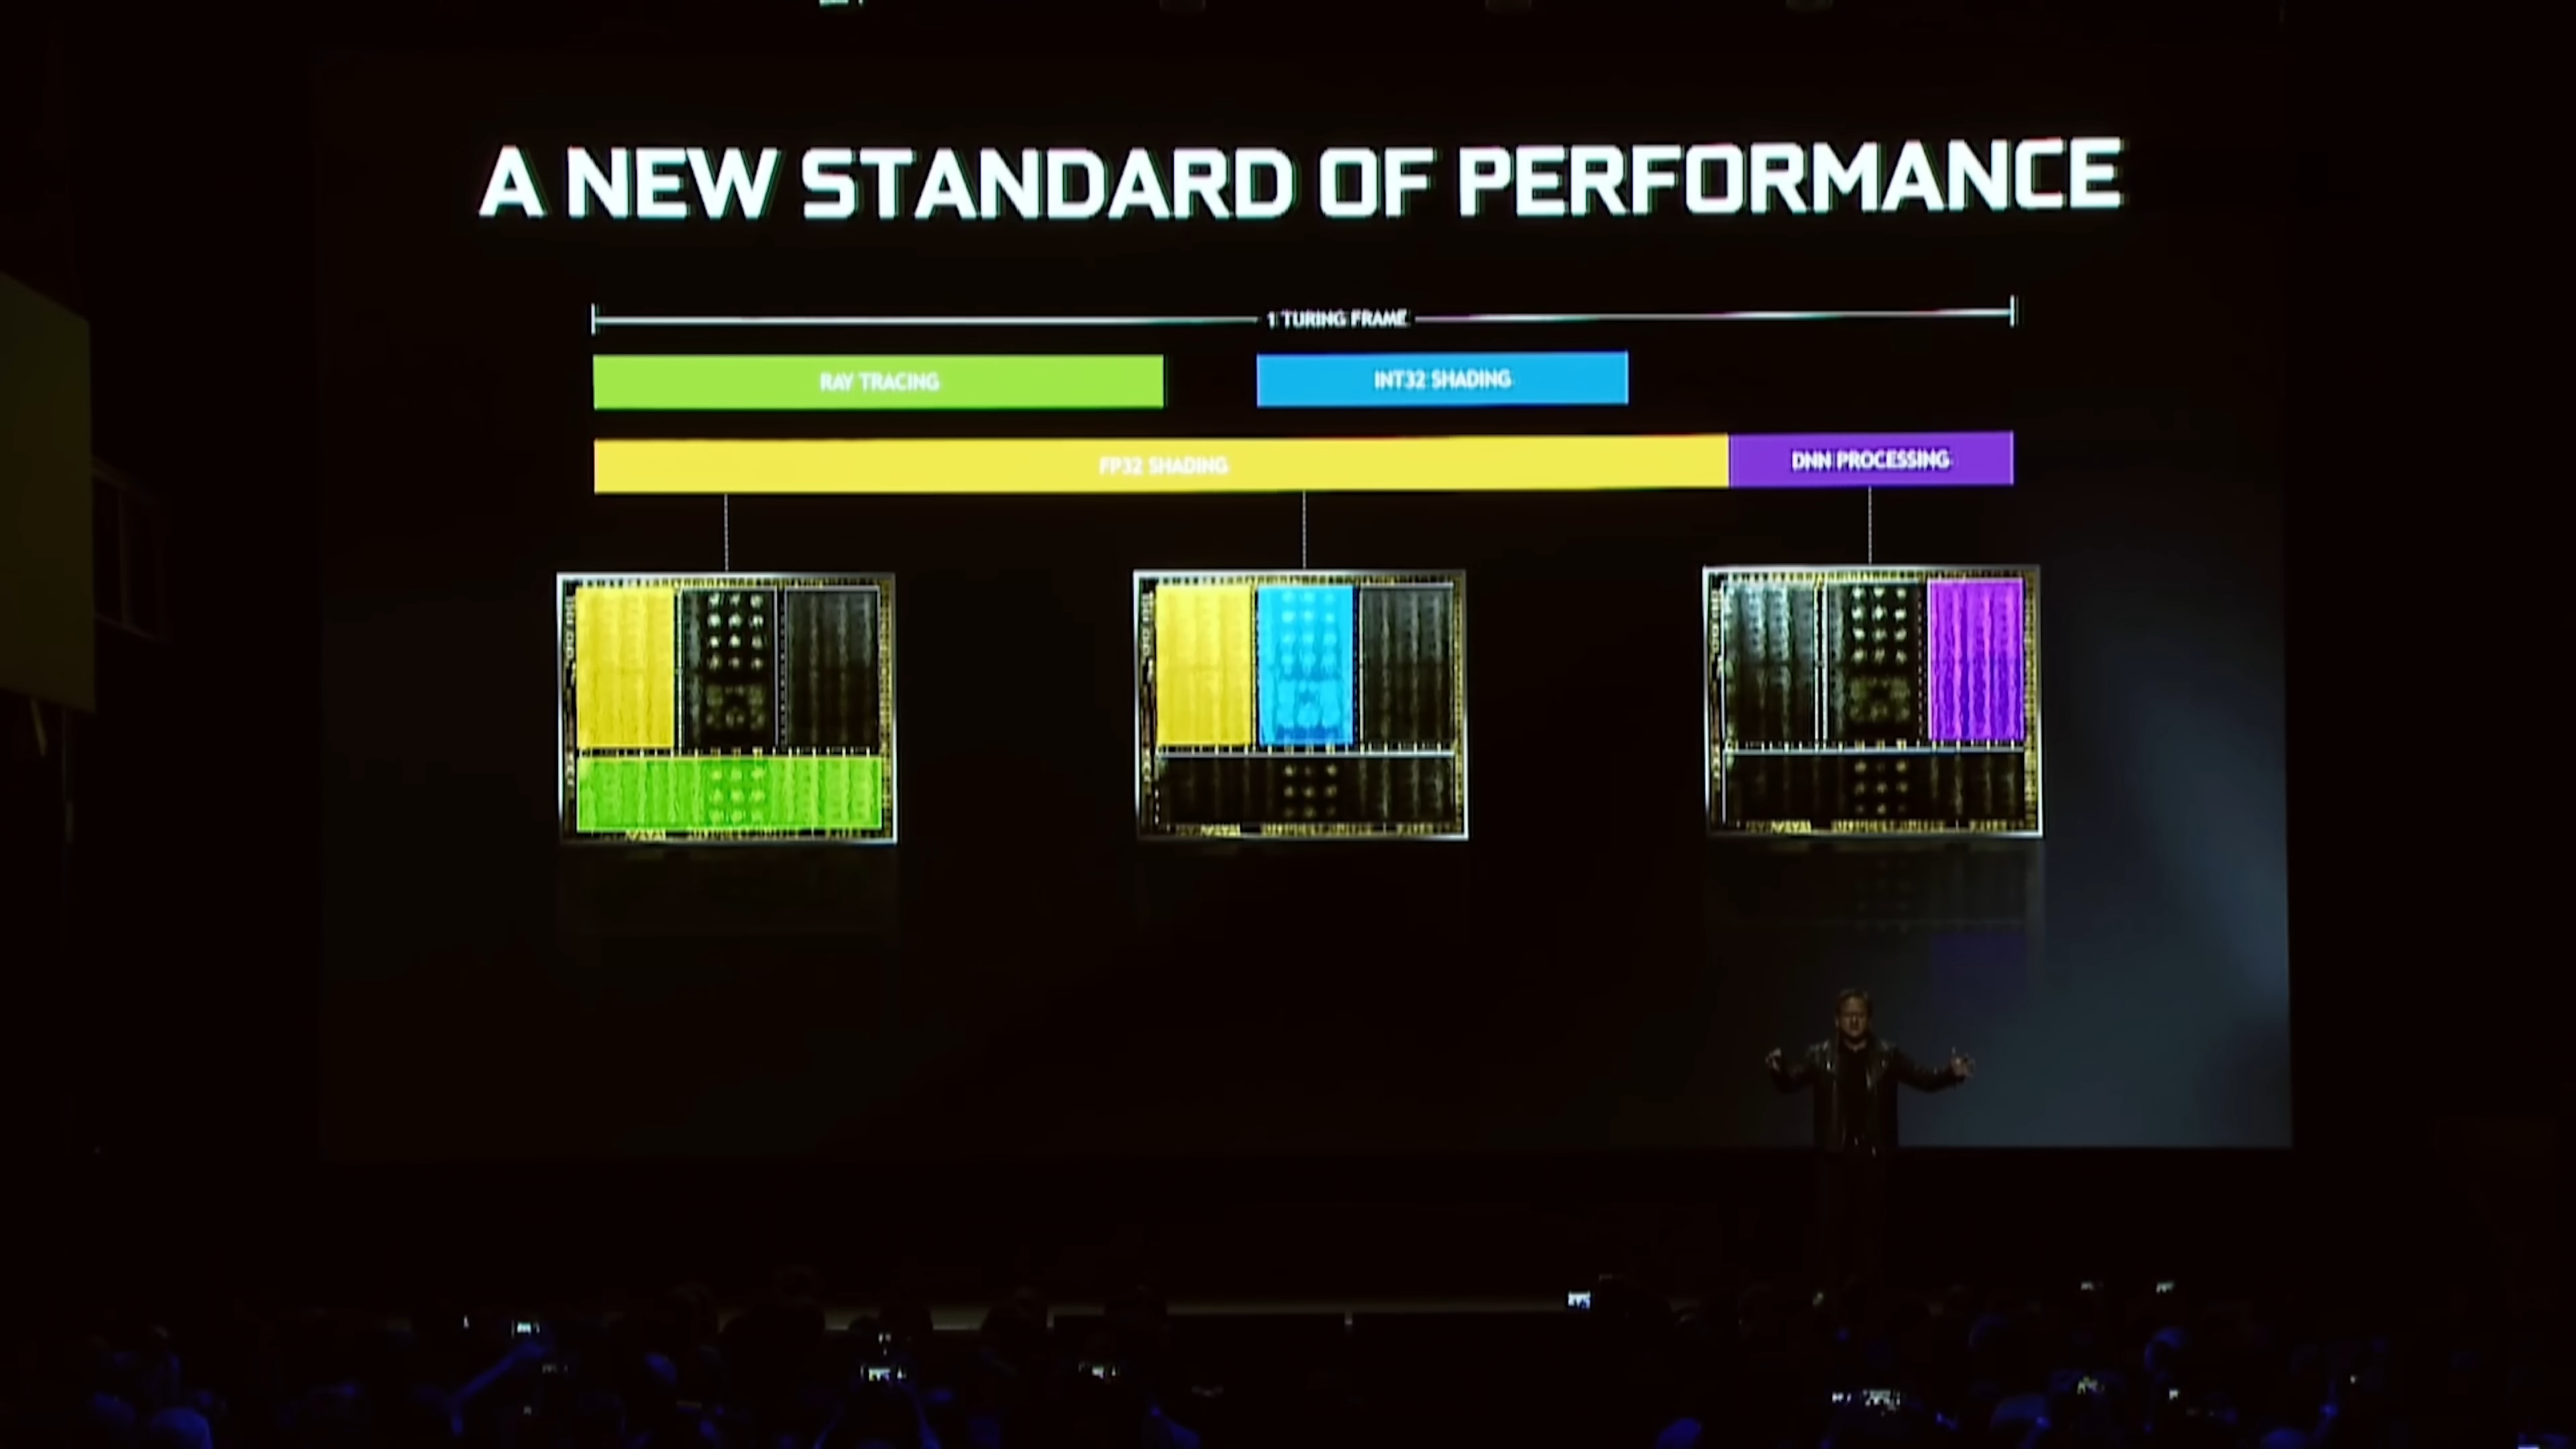 A NEW STANDARD OF PERFORMANCE
1 TURING FRAME
RAY TRACING
INT32 SHADING
FP32 SHADING
DNN PROCESSING